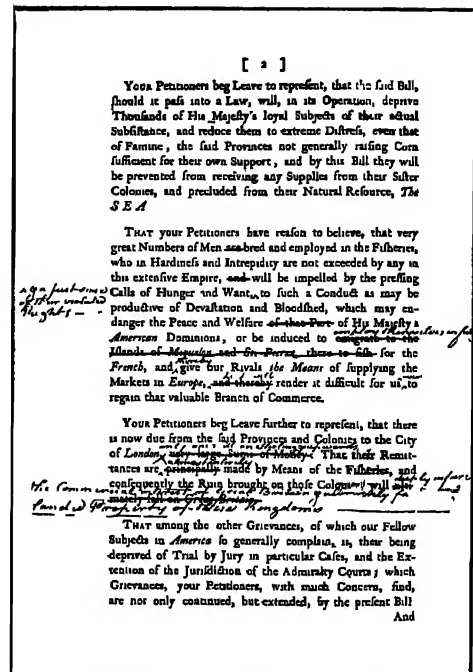 [ 2 ]
YOUR Petitioners beg Leave to represent, that the ſaid Bill,
ſhould it paſs into a Law, will, in its Operation, deprive
Thouſands of His Majeſty's loyal Subjects of their actual
Subſiſtance, and reduce them to extreme Diſtreſs, even that
of Famine, the ſaid Provinces not generally raiſing Corn
ſufficient for their own Support, and by this Bill they will
be prevented from receiving any Supplies from their Siſter
Colonies, and precluded from their Natural Reſource, The
SEA
THAT your Petitioners have reaſon to believe, that very
great Numbers of Men are bred and employed in the Fiſheries,
who in Hardineſs and Intrepidity are not exceeded by any in
this extenſive Empire, and will be impelled by the preſſing
Calls of Hunger and Want, to ſuch a Conduct as may be
productive of Devaſtation and Bloodſhed, which may en-
danger the Peace and Welfare of that Part of His Majeſty's
American Dominions, or be induced to emigrate to the
Iſlands of Miquelon and St. Pierre, there to fiſh for the
French, and give our Rivals the Means of ſupplying the
Markets in Europe, and thereby render it difficult for us, to
regain that valuable Branch of Commerce.
YOUR Petitioners beg Leave further to repreſent, that there
is now due from the ſaid Provinces and Colonies to the City
of London, very large Sums of Money. That their Remit-
tances are principally made by Means of the Fiſheries, and
conſequently the Ruin brought on thoſe Colonies will
the Commercial of Great Britain
Landed Property of theſe Kingdoms
THAT among the other Grievances, of which our Fellow
Subjects in America ſo generally complain, is, their being
deprived of Trial by Jury in particular Caſes, and the Ex-
tention of the Juriſdiction of the Admiralty Courts; which
Grievances, your Petitioners, with much Concern, find,
are not only continued, but extended, by the preſent Bill
And